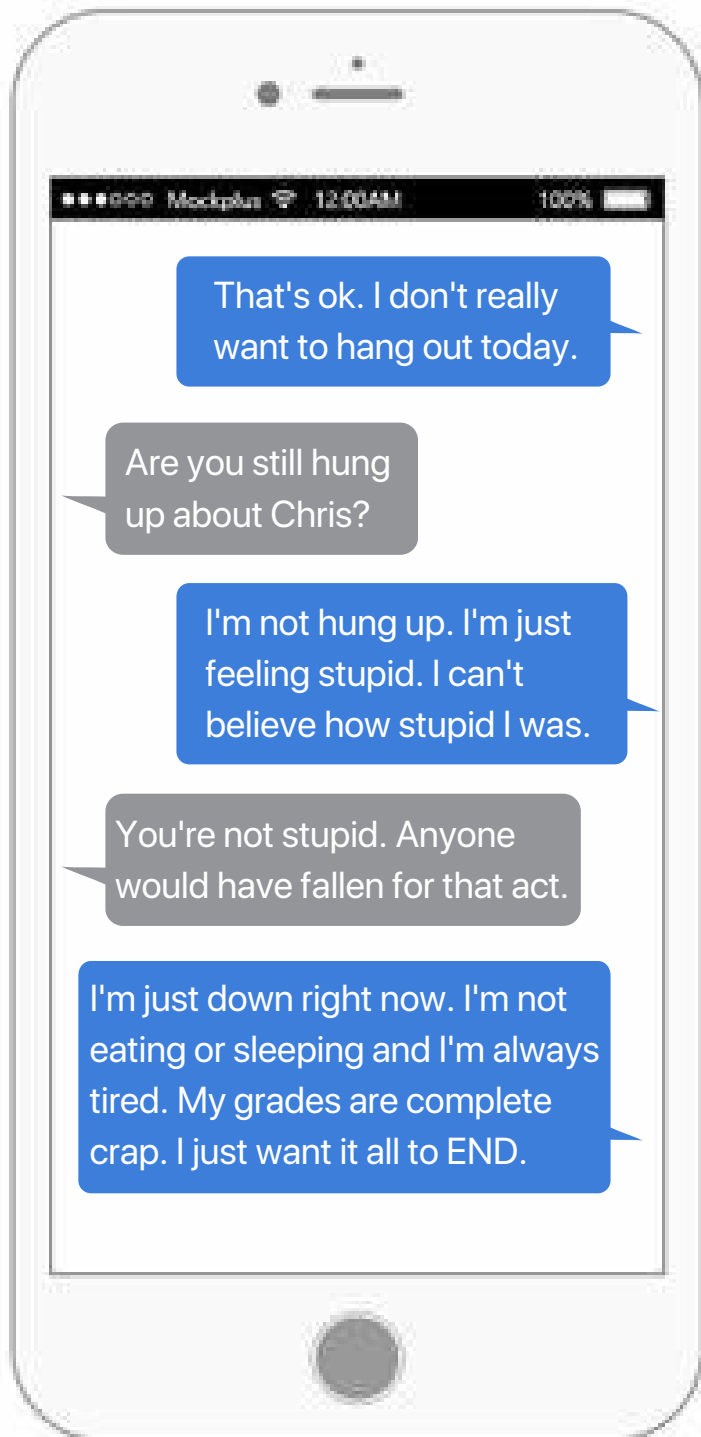 Mockplus 12:00AM 100%
That's ok. I don't really
want to hang out today.
Are you still hung
up about Chris?
I'm not hung up. I'm just
feeling stupid. I can't
believe how stupid I was.
You're not stupid. Anyone
would have fallen for that act.
I'm just down right now. I'm not
eating or sleeping and I'm always
tired. My grades are complete
crap. I just want it all to END.